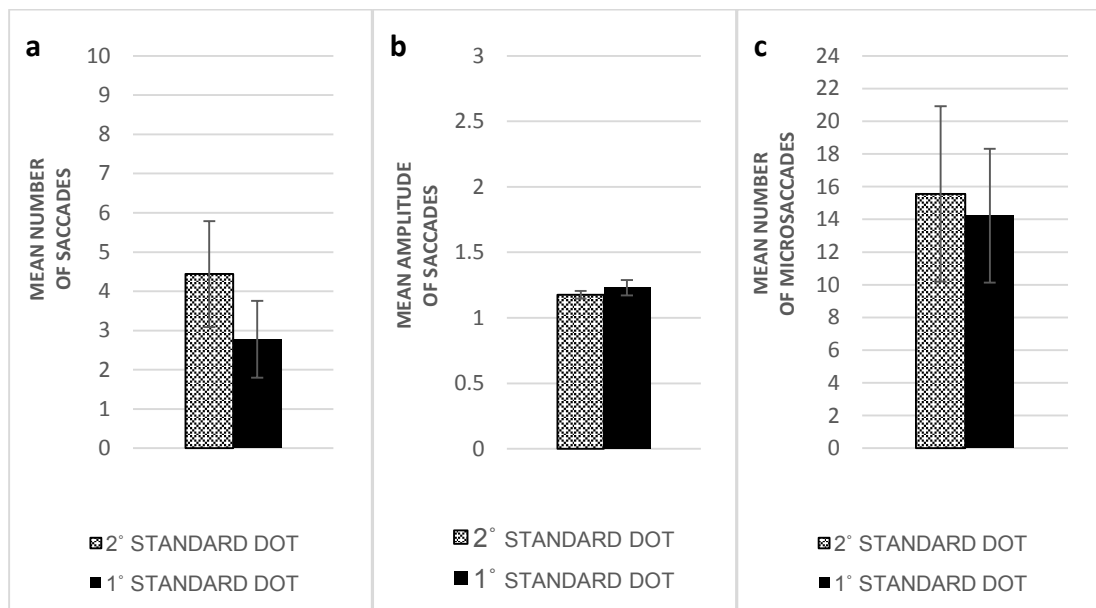 a
10
9
8
7
6
5
4
3
2
1
0
MEAN NUMBER
OF SACCADES
2° STANDARD DOT
1° STANDARD DOT
b
3
2.5
2
1.5
1
0.5
0
MEAN AMPLITUDE
OF SACCADES
2° STANDARD DOT
1° STANDARD DOT
c
24
22
20
18
16
14
12
10
8
6
4
2
0
MEAN NUMBER
OF MICROSACCADES
2° STANDARD DOT
1° STANDARD DOT